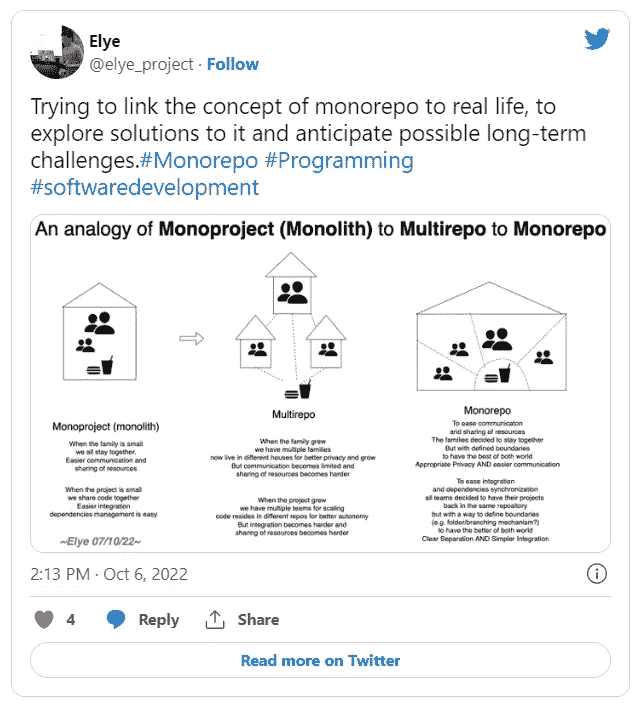 Elye
@elye_project · Follow
Trying to link the concept of monorepo to real life, to
explore solutions to it and anticipate possible long-term
challenges.#Monorepo #Programming
#softwaredevelopment
An analogy of Monoproject (Monolith) to Multirepo to Monorepo
Monoproject (monolith)
When the family is small
we all stay together,
Easier communication and
sharing of resources
When the project is small
we share code together
Easier integration
dependencies management is easy
~Elye 07/10/22~
Multirepo
When the family grew
we have multiple families
now live in different houses for better privacy and grow
But communication becomes limited and
sharing of resources becomes harder
When the project grew
we have multiple teams for scaling
code resides in different repos for better autonomy
But integration becomes harder and
sharing of resources becomes harder
Monorepo
To ease communicaton
and sharing of resources
The families decided to stay together
But with defined boundaries
to have the best of both world
Appropriate Privacy AND easier communication
To ease integration
and dependencies synchronization
all teams decided to have their projects
back in the same repository
but with a way to define boundaries
(e.g. folder/branching mechanism?)
to have the better of both world
Clear Separation AND Simpler Integration
2:13 PM · Oct 6, 2022
4 Reply Share
Read more on Twitter